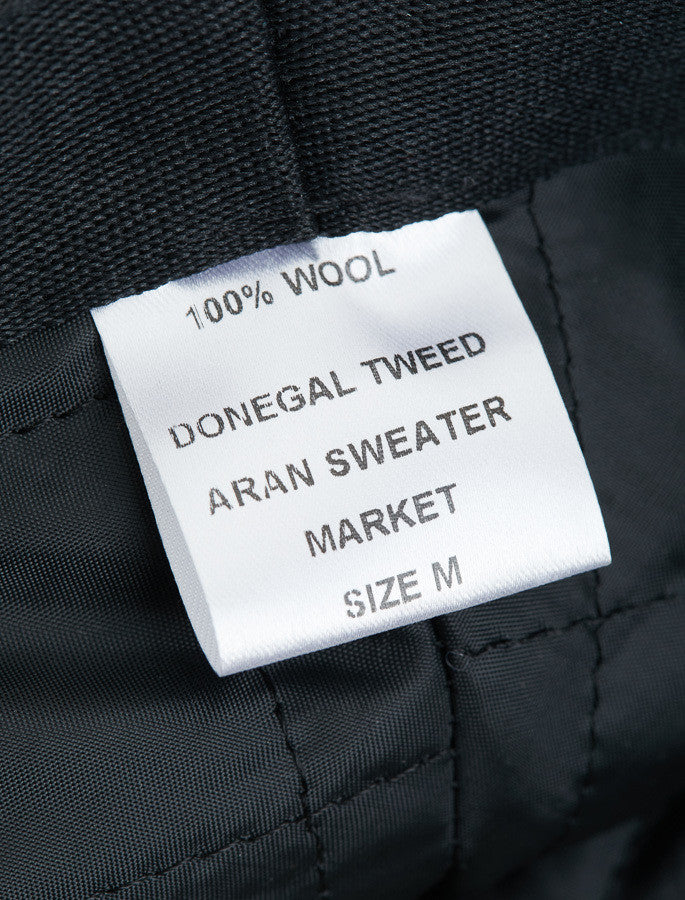 100% WOOL
DONEGAL TWEED
ARAN SWEATER
MARKET
SIZE M